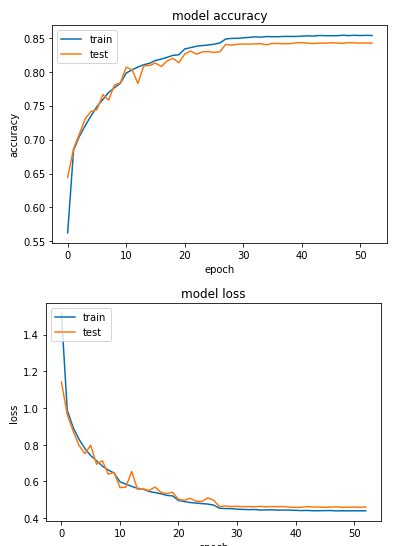 model accuracy
train
test
0.85
0.80
0.75
0.70
0.65
0.60
0.55
accuracy
0 10 20 30 40 50
epoch
model loss
train
test
1.4
1.2
1.0
0.8
0.6
0.4
loss
0 10 20 30 40 50
epoch